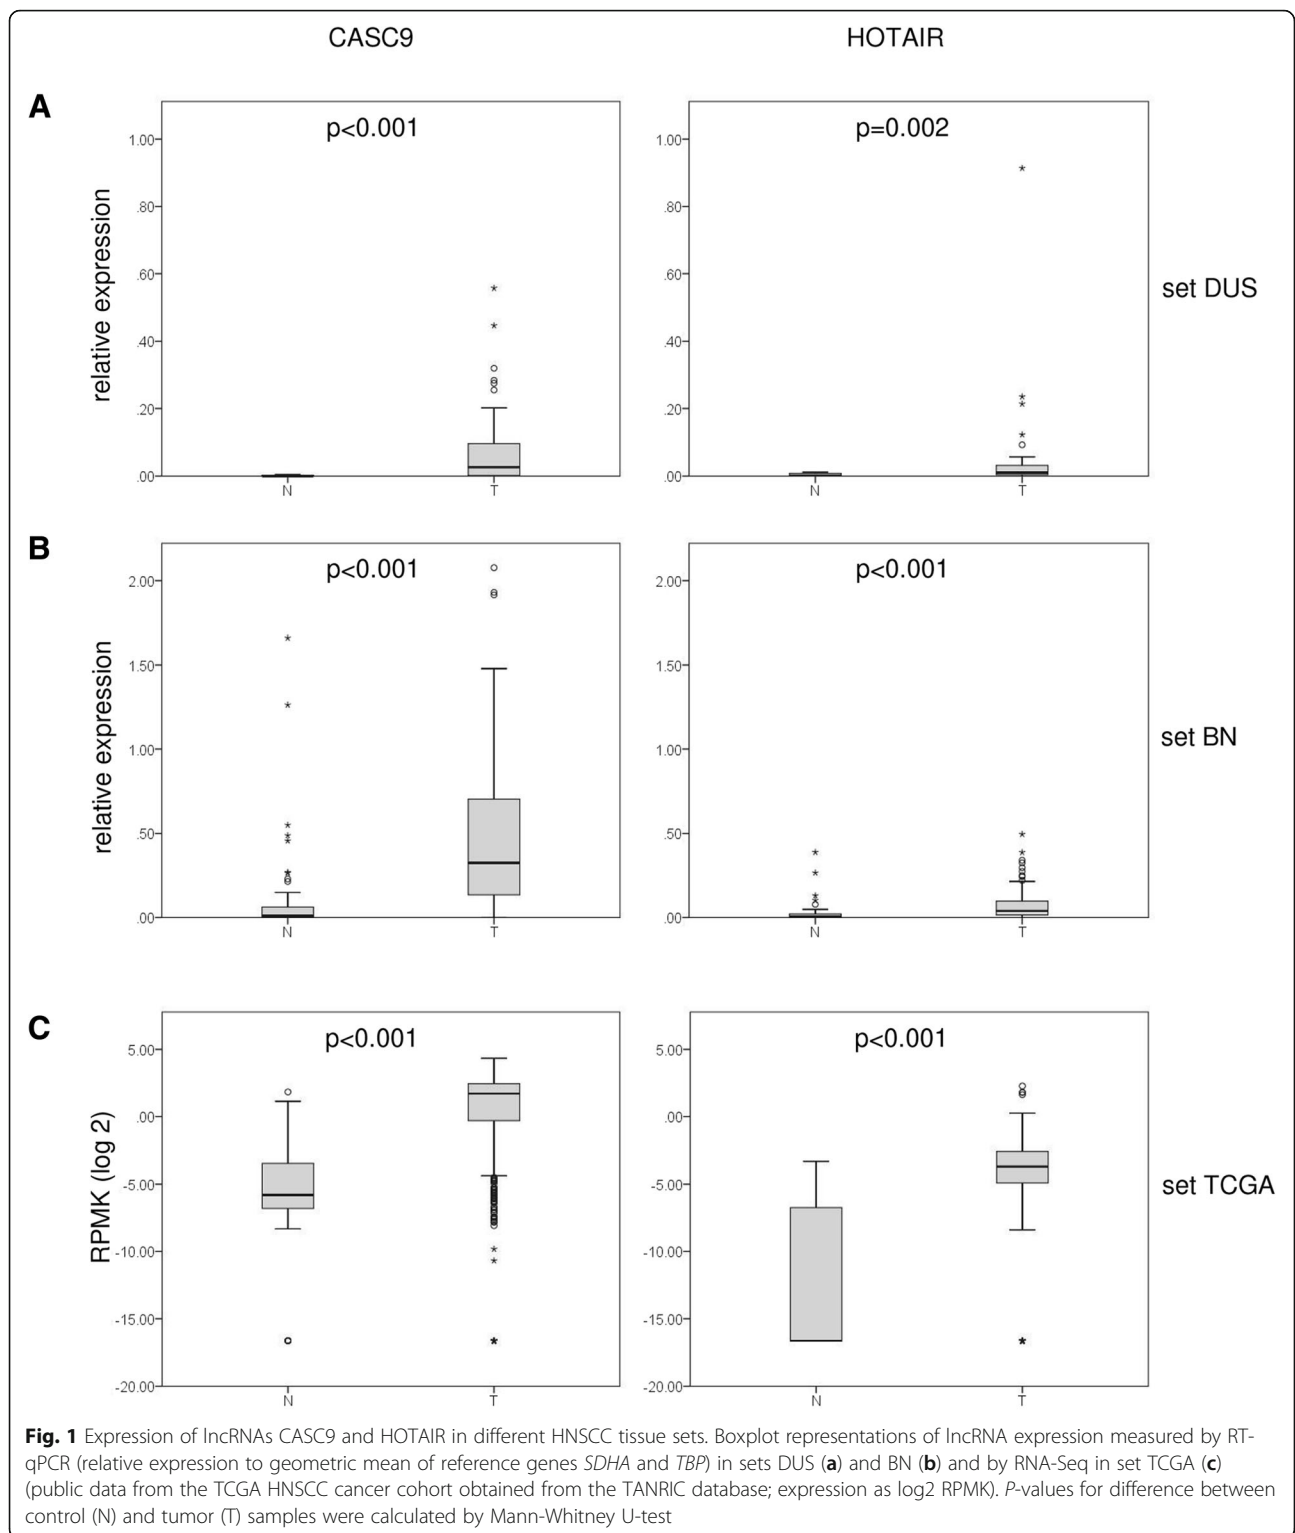 CASC9 HOTAIR
A
p<0.001 p=0.002
relative expression
1.00 .80 .60 .40 .20 .00
1.00 .80 .60 .40 .20 .00
N T N T
set DUS
B
p<0.001 p<0.001
relative expression
2.00 1.50 1.00 .50 .00
2.00 1.50 1.00 .50 .00
N T N T
set BN
C
p<0.001 p<0.001
RPMK (log 2)
5.00 .00 -5.00 -10.00 -15.00 -20.00
5.00 .00 -5.00 -10.00 -15.00 -20.00
N T N T
set TCGA
Fig. 1 Expression of lncRNAs CASC9 and HOTAIR in different HNSCC tissue sets. Boxplot representations of lncRNA expression measured by RT-
qPCR (relative expression to geometric mean of reference genes SDHA and TBP) in sets DUS (a) and BN (b) and by RNA-Seq in set TCGA (c)
(public data from the TCGA HNSCC cancer cohort obtained from the TANRIC database; expression as log2 RPMK). P-values for difference between
control (N) and tumor (T) samples were calculated by Mann-Whitney U-test